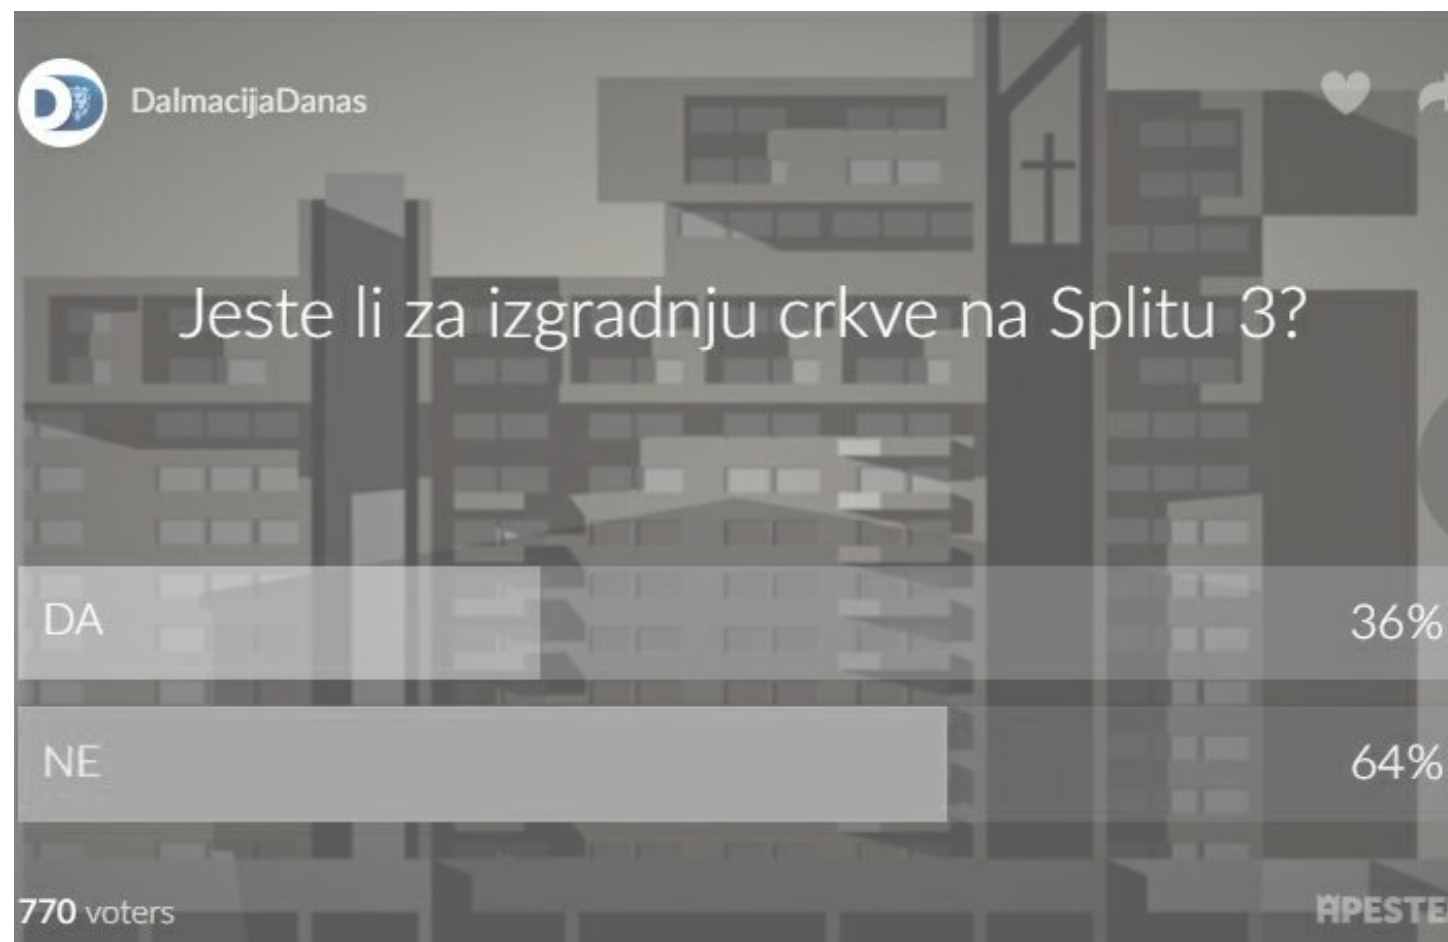 DalmacijaDanas
Jeste li za izgradnju crkve na Splitu 3?
DA 36%
NE 64%
770 voters